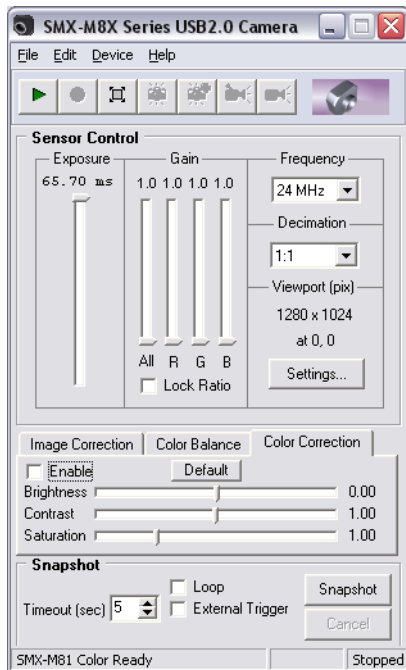 SMX-M8X Series USB2.0 Camera
File Edit Device Help
Sensor Control
Exposure Gain Frequency
65.70 ms 1.0 1.0 1.0 1.0
24 MHz
Decimation
1:1
Viewport (pix)
1280 x 1024
at 0, 0
All R G B
Lock Ratio
Settings...
Image Correction Color Balance Color Correction
Enable Default
Brightness 0.00
Contrast 1.00
Saturation 1.00
Snapshot
Loop Snapshot
Timeout (sec) 5 External Trigger
Cancel
SMX-M81 Color Ready Stopped